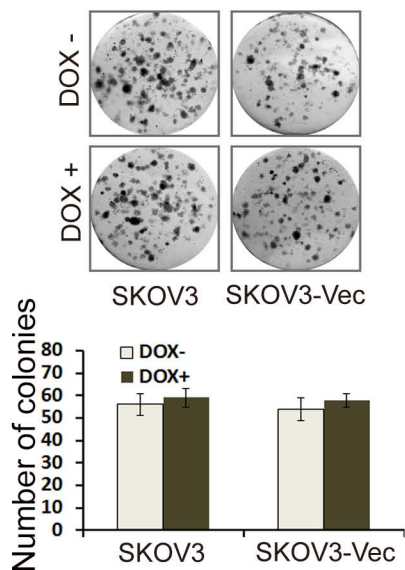 DOX -
DOX +
SKOV3 SKOV3-Vec
Number of colonies
80
70
60
50
40
30
20
10
0
DOX-
DOX+
SKOV3 SKOV3-Vec